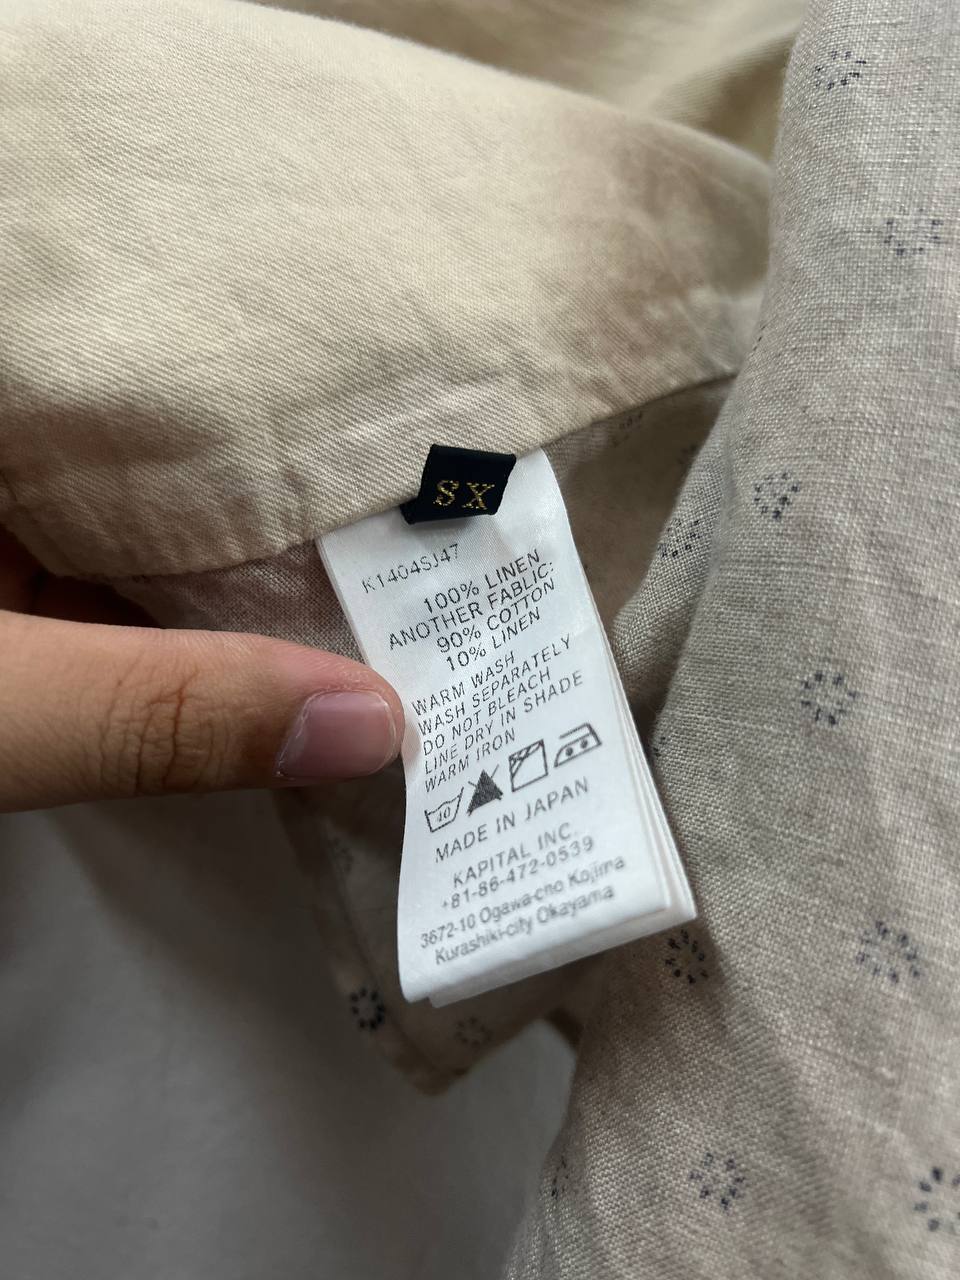 SX
K1404SJ47
100% LINEN
ANOTHER FABLIC:
90% COTTON
10% LINEN
WARM WASH
WASH SEPARATELY
DO NOT BLEACH
LINE DRY IN SHADE
WARM IRON
40
MADE IN JAPAN
KAPITAL INC.
+81-86-472-0539
3672-10 Ogawa-cho Kojima
Kurashiki-city Okayama